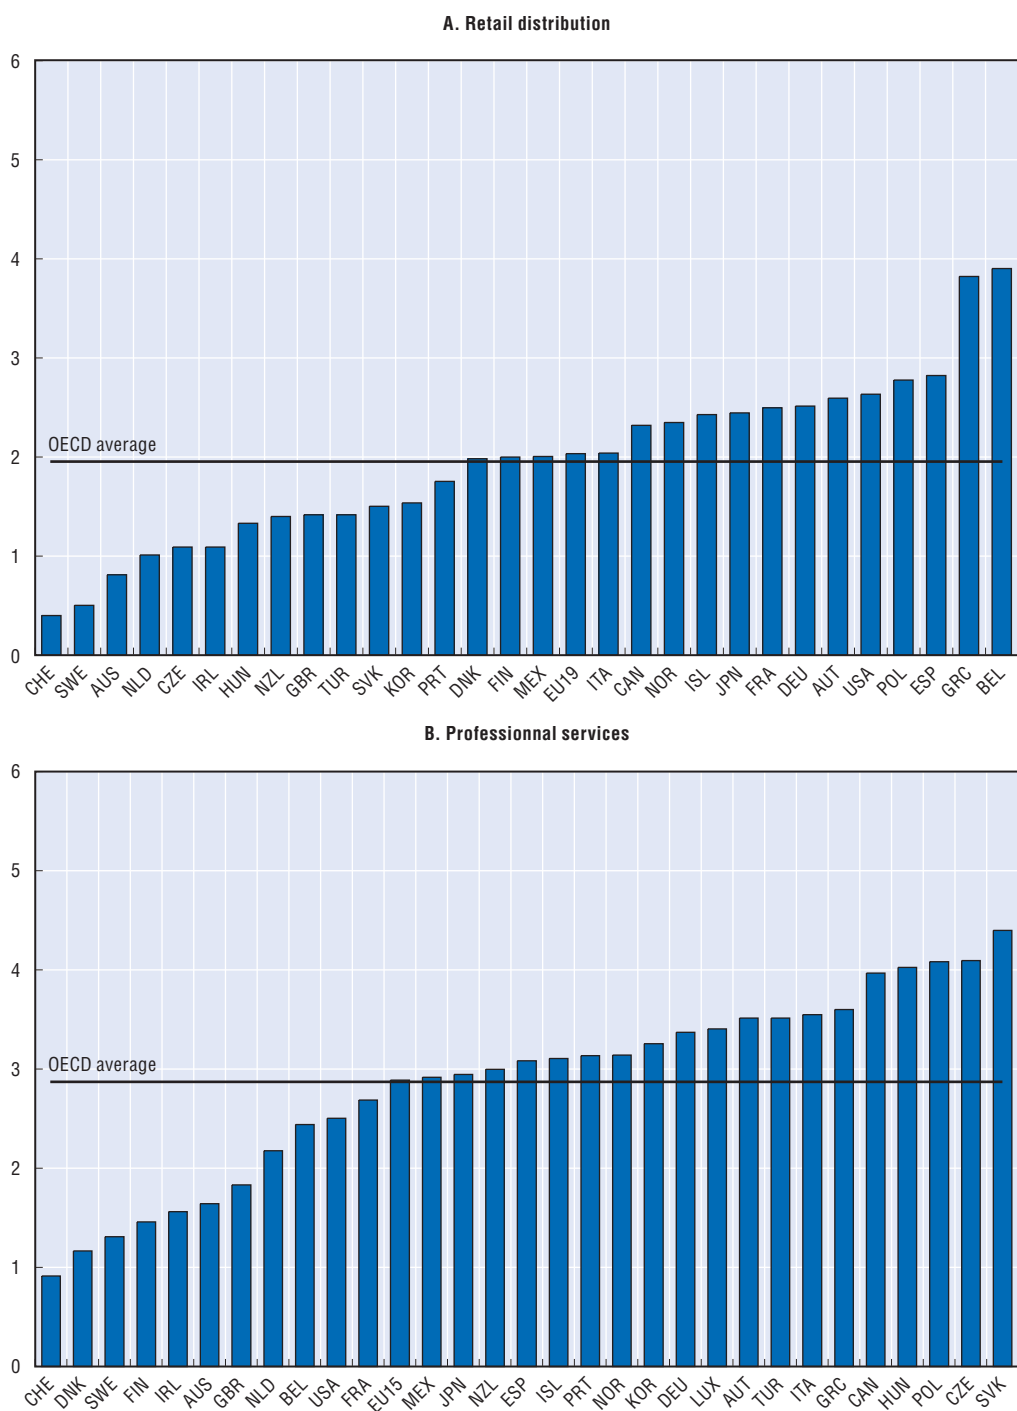 A. Retail distribution
6
5
4
3
2
1
0
OECD average
CHE SWE AUS NLD CZE IRL HUN NZL GBR TUR SVK KOR PRT DNK FIN MEX EU19 ITA CAN NOR ISL JPN FRA DEU AUT USA POL ESP GRC BEL
B. Professionnal services
6
5
4
3
2
1
0
OECD average
CHE DNK SWE FIN IRL AUS GBR NLD BEL USA FRA EU15 MEX JPN NZL ESP ISL PRT NOR KOR DEU LUX AUT TUR ITA GRC CAN HUN POL CZE SVK